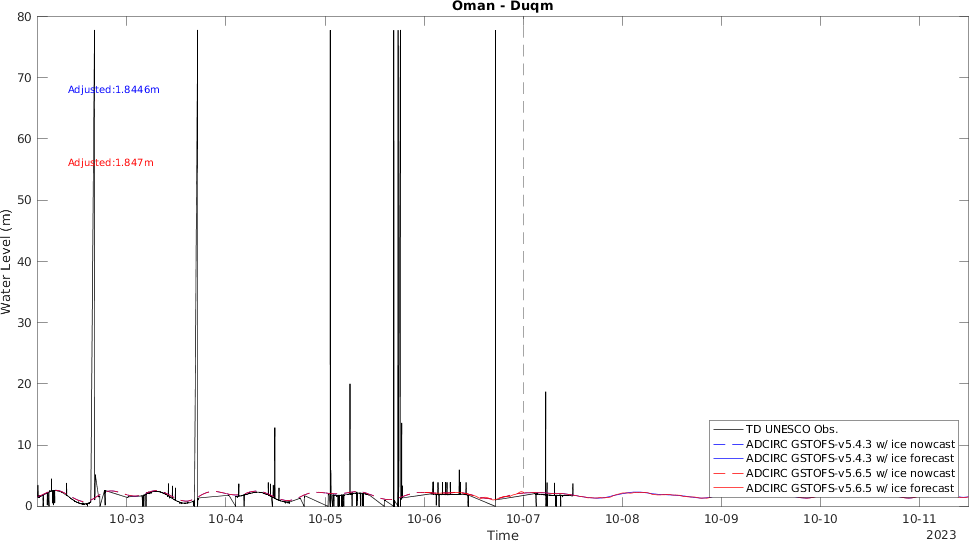 Oman - Duqm
80
70
60
50
40
30
20
10
0
Water Level (m)
Adjusted:1.8446m
Adjusted:1.847m
TD UNESCO Obs.
ADCIRC GSTOFS-v5.4.3 w/ ice nowcast
ADCIRC GSTOFS-v5.4.3 w/ ice forecast
ADCIRC GSTOFS-v5.6.5 w/ ice nowcast
ADCIRC GSTOFS-v5.6.5 w/ ice forecast
10-03 10-04 10-05 10-06 10-07 10-08 10-09 10-10 10-11
2023
Time